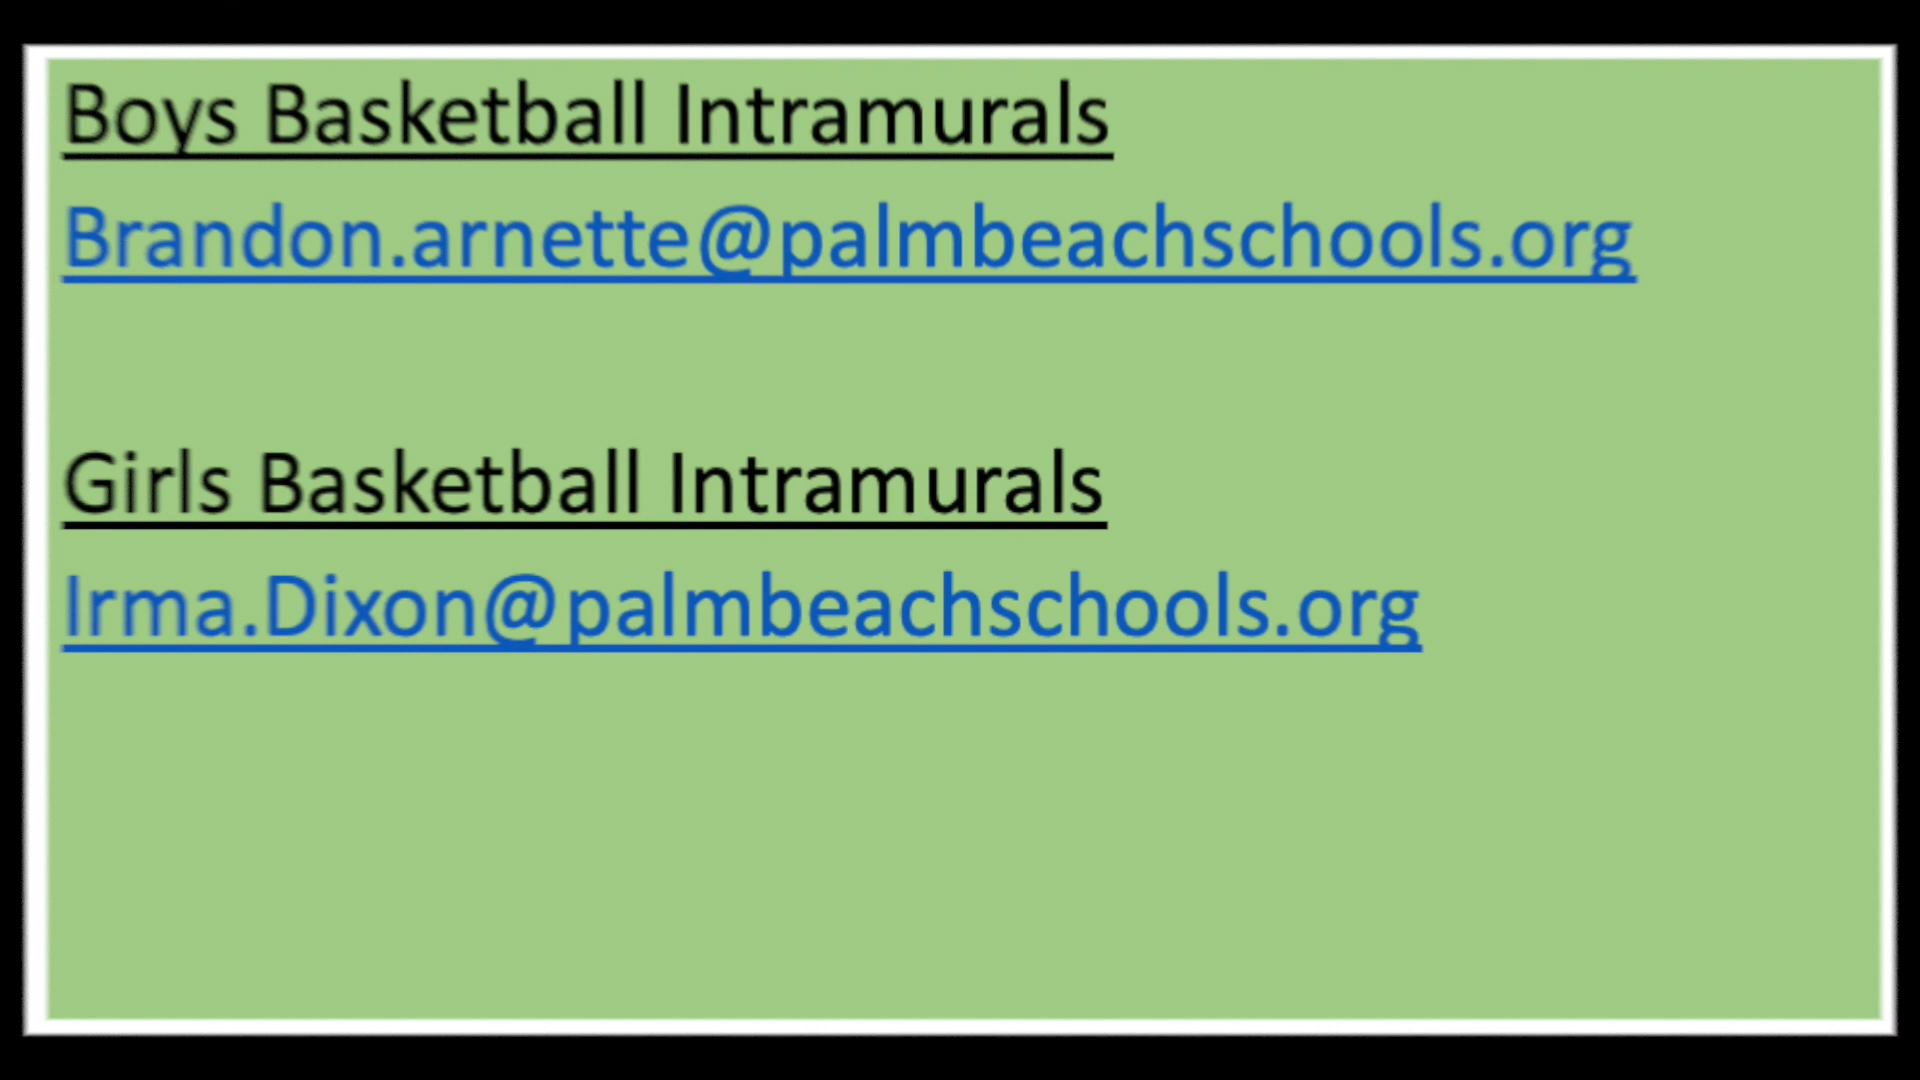 Boys Basketball Intramurals
Brandon.arnette@palmbeachschools.org
Girls Basketball Intramurals
Irma.Dixon@palmbeachschools.org